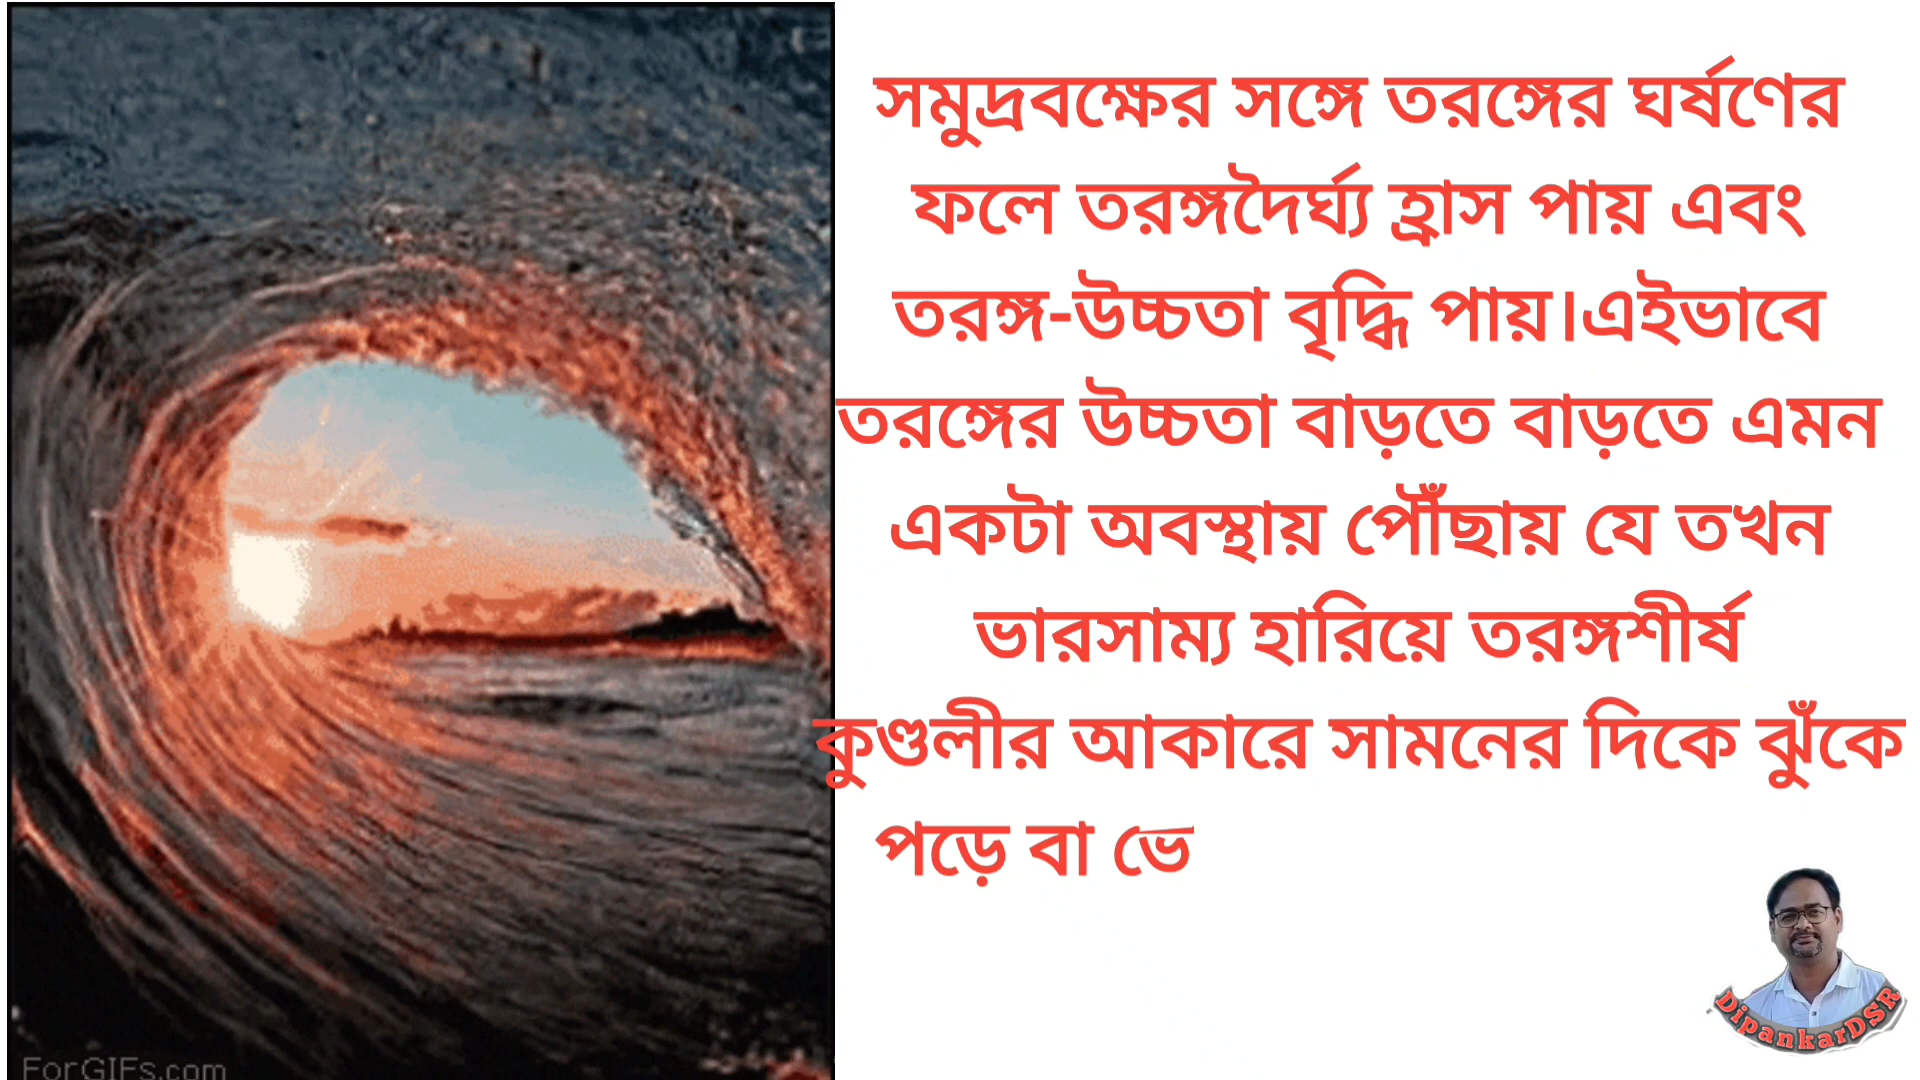 সমুদ্রবক্ষের সঙ্গে তরঙ্গের ঘর্ষণের
ফলে তরঙ্গদৈর্ঘ্য হ্রাস পায় এবং
তরঙ্গ-উচ্চতা বৃদ্ধি পায়।এইভাবে
তরঙ্গের উচ্চতা বাড়তে বাড়তে এমন
একটা অবস্থায় পৌঁছায় যে তখন
ভারসাম্য হারিয়ে তরঙ্গশীর্ষ
কুণ্ডলীর আকারে সামনের দিকে ঝুঁকে
পড়ে বা ভে
DipankarDSR
ForGIFs.com